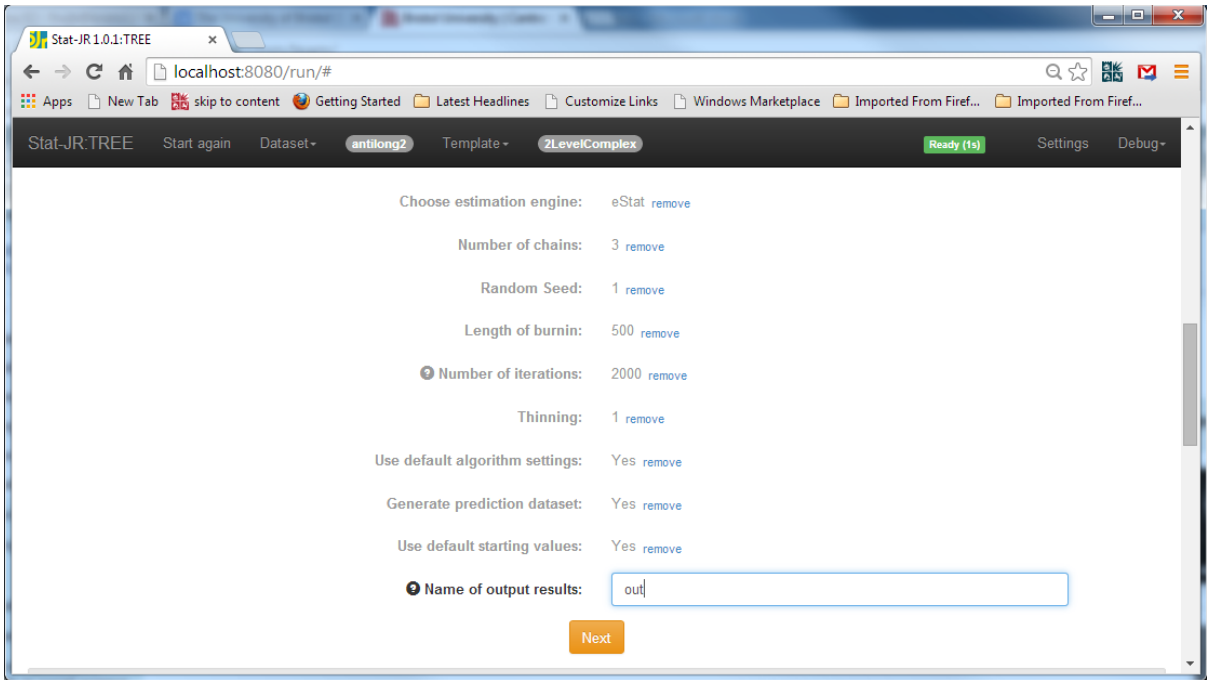 Stat-JR 1.0.1:TREE
localhost:8080/run/#
Apps New Tab skip to content Getting Started Latest Headlines Customize Links Windows Marketplace Imported From Firef... Imported From Firef...
Stat-JR:TREE Start again Dataset antilong2 Template 2LevelComplex Ready (1s) Settings Debug
Choose estimation engine: eStat remove
Number of chains: 3 remove
Random Seed: 1 remove
Length of burnin: 500 remove
Number of iterations: 2000 remove
Thinning: 1 remove
Use default algorithm settings: Yes remove
Generate prediction dataset: Yes remove
Use default starting values: Yes remove
Name of output results: out
Next